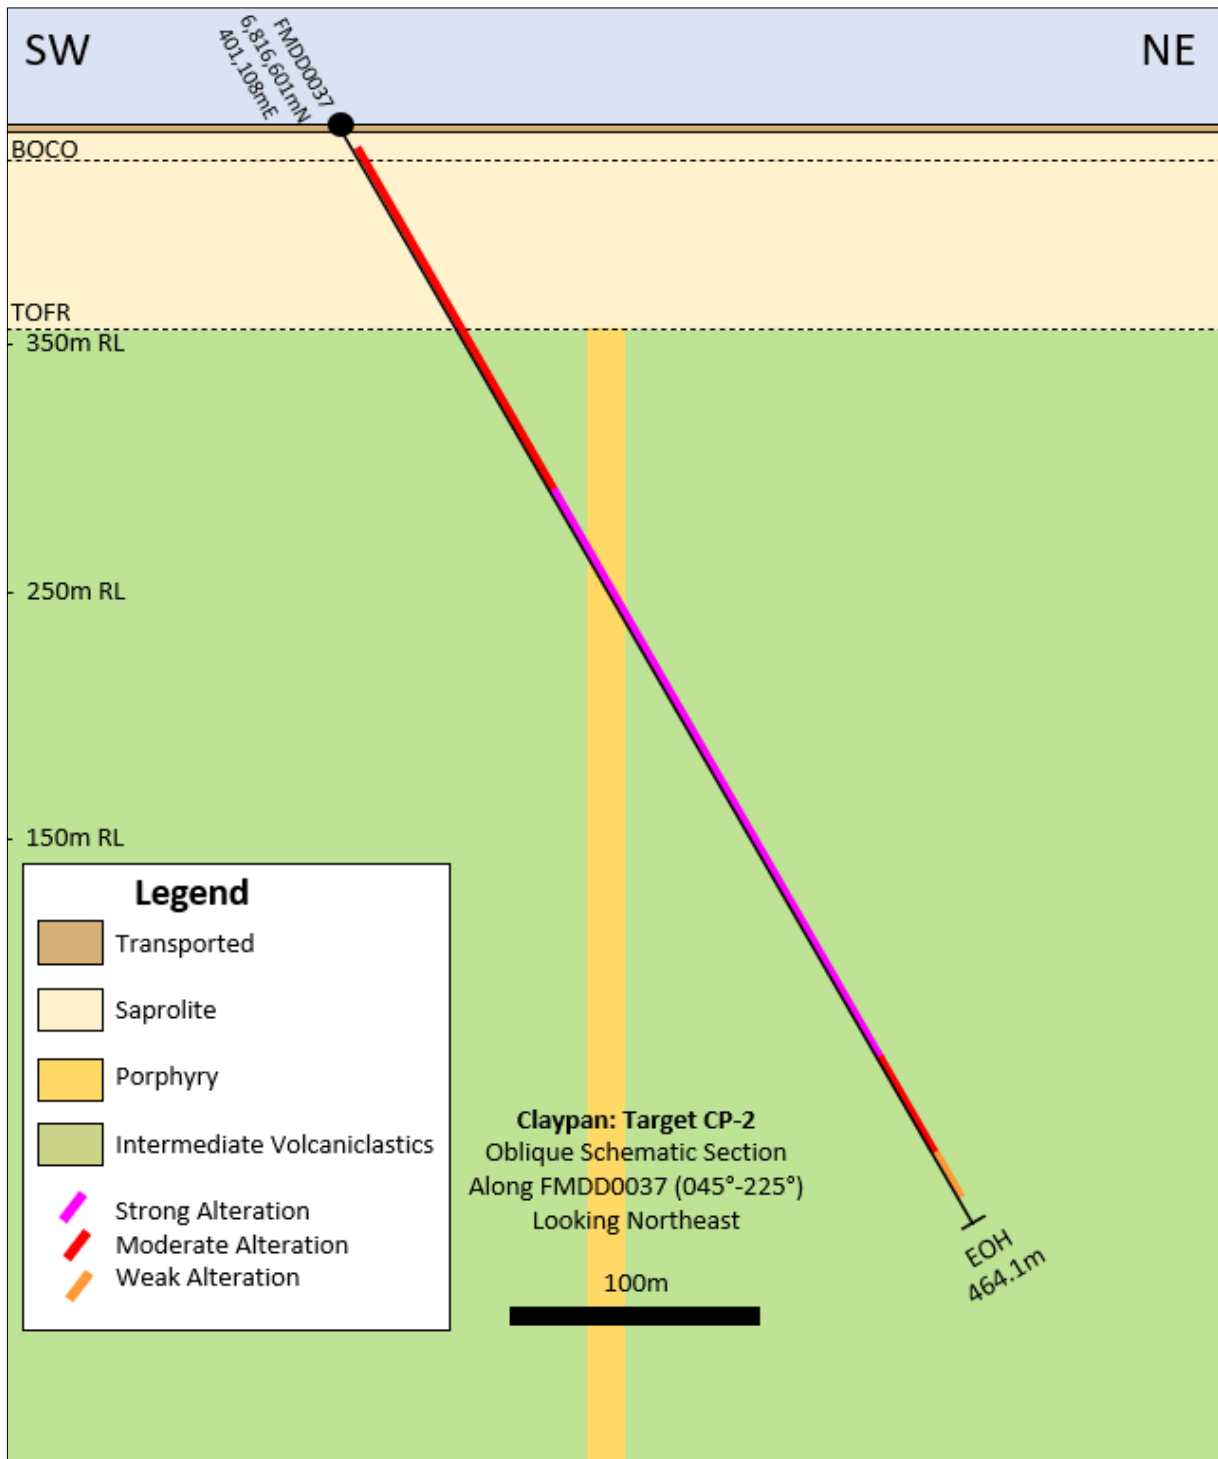 SW
NE
FMDD0037
6,816,601mN
401,108mE
BOCO
TOFR
350m RL
250m RL
150m RL
Legend
Transported
Saprolite
Porphyry
Intermediate Volcaniclastics
Strong Alteration
Moderate Alteration
Weak Alteration
Claypan: Target CP-2
Oblique Schematic Section
Along FMDD0037 (045°-225°)
Looking Northeast
100m
EOH
464.1m